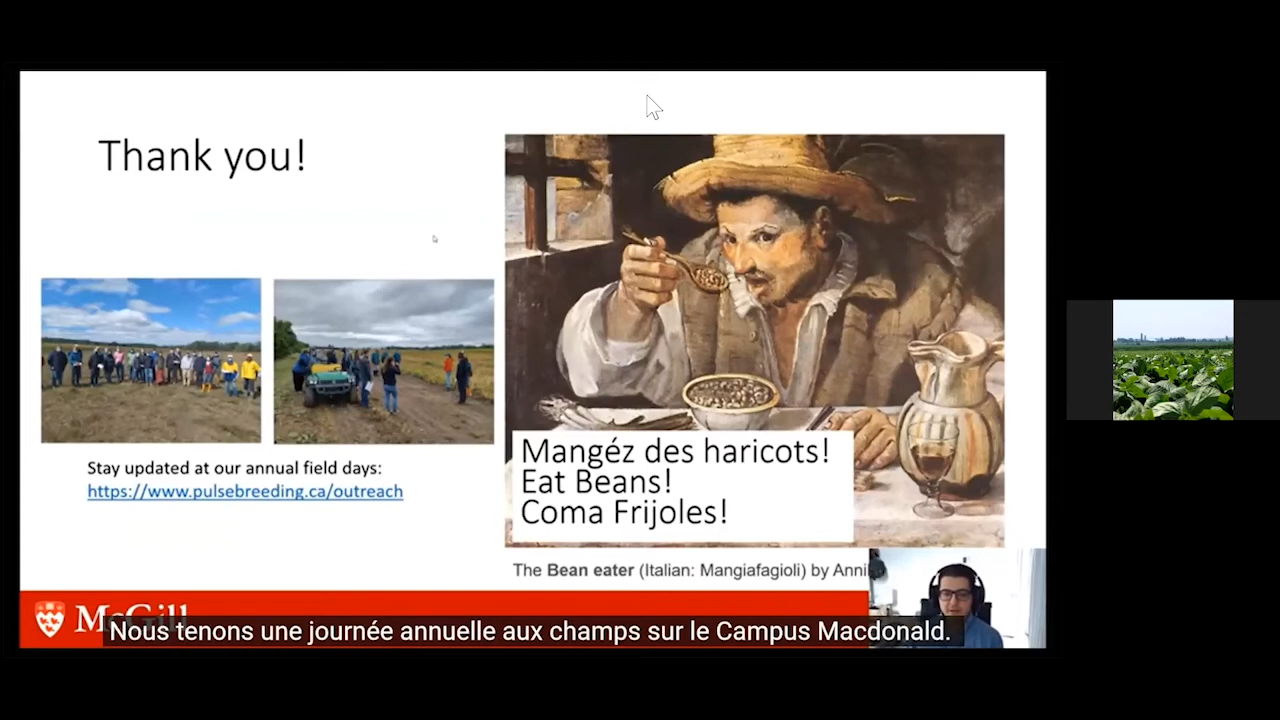 Thank you!
Stay updated at our annual field days:
https://www.pulsebreeding.ca/outreach
Mangéz des haricots!
Eat Beans!
Coma Frijoles!
The Bean eater (Italian: Mangiafagioli) by Anni
McGill
Nous tenons une journée annuelle aux champs sur le Campus Macdonald.